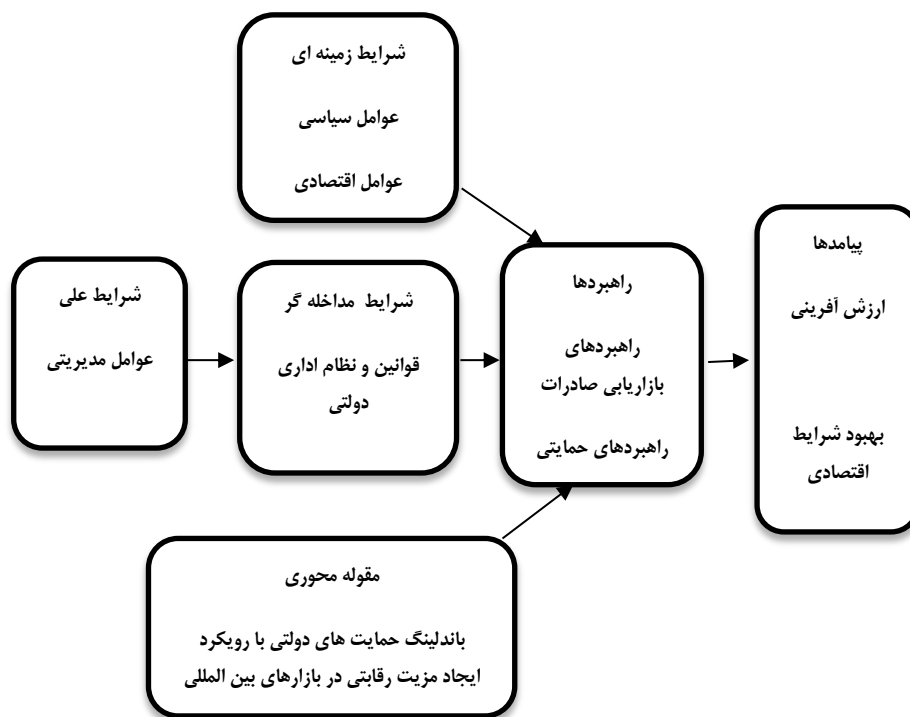 شرایط زمینه ای
عوامل سیاسی
عوامل اقتصادی
پیامدها
ارزش آفرینی
بهبود شرایط
اقتصادی
راهبردها
راهبردهای
بازاریابی صادرات
راهبردهای حمایتی
شرایط مداخله گر
قوانین و نظام اداری
دولتی
شرایط علی
عوامل مدیریتی
مقوله محوری
باندلینگ حمایت های دولتی با رویکرد
ایجاد مزیت رقابتی در بازارهای بین المللی